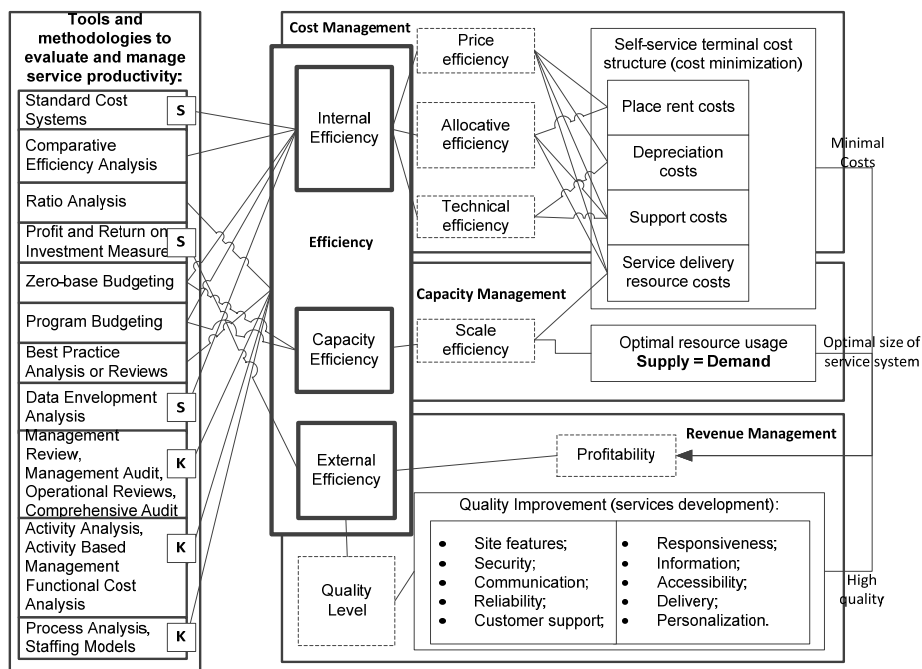 Tools and
methodologies to
evaluate and manage
service productivity:
Standard Cost
Systems
S
Comparative
Efficiency Analysis
Ratio Analysis
Profit and Return on
Investment Measure
S
Zero-base Budgeting
Program Budgeting
Best Practice
Analysis or Reviews
Data Envelopment
Analysis
S
Management
Review,
Management Audit,
Operational Reviews,
Comprehensive Audit
K
Activity Analysis,
Activity Based
Management
Functional Cost
Analysis
K
Process Analysis,
Staffing Models
K
Internal
Efficiency
Efficiency
Capacity
Efficiency
External
Efficiency
Cost Management
Price
efficiency
Allocative
efficiency
Technical
efficiency
Self-service terminal cost
structure (cost minimization)
Place rent costs
Depreciation
costs
Support costs
Service delivery
resource costs
Minimal
Costs
Capacity Management
Scale
efficiency
Optimal resource usage
Supply = Demand
Optimal size of
service system
Revenue Management
Profitability
Quality
Level
Quality Improvement (services development):
• Site features;
• Security;
• Communication;
• Reliability;
• Customer support;
• Responsiveness;
• Information;
• Accessibility;
• Delivery;
• Personalization.
High
quality